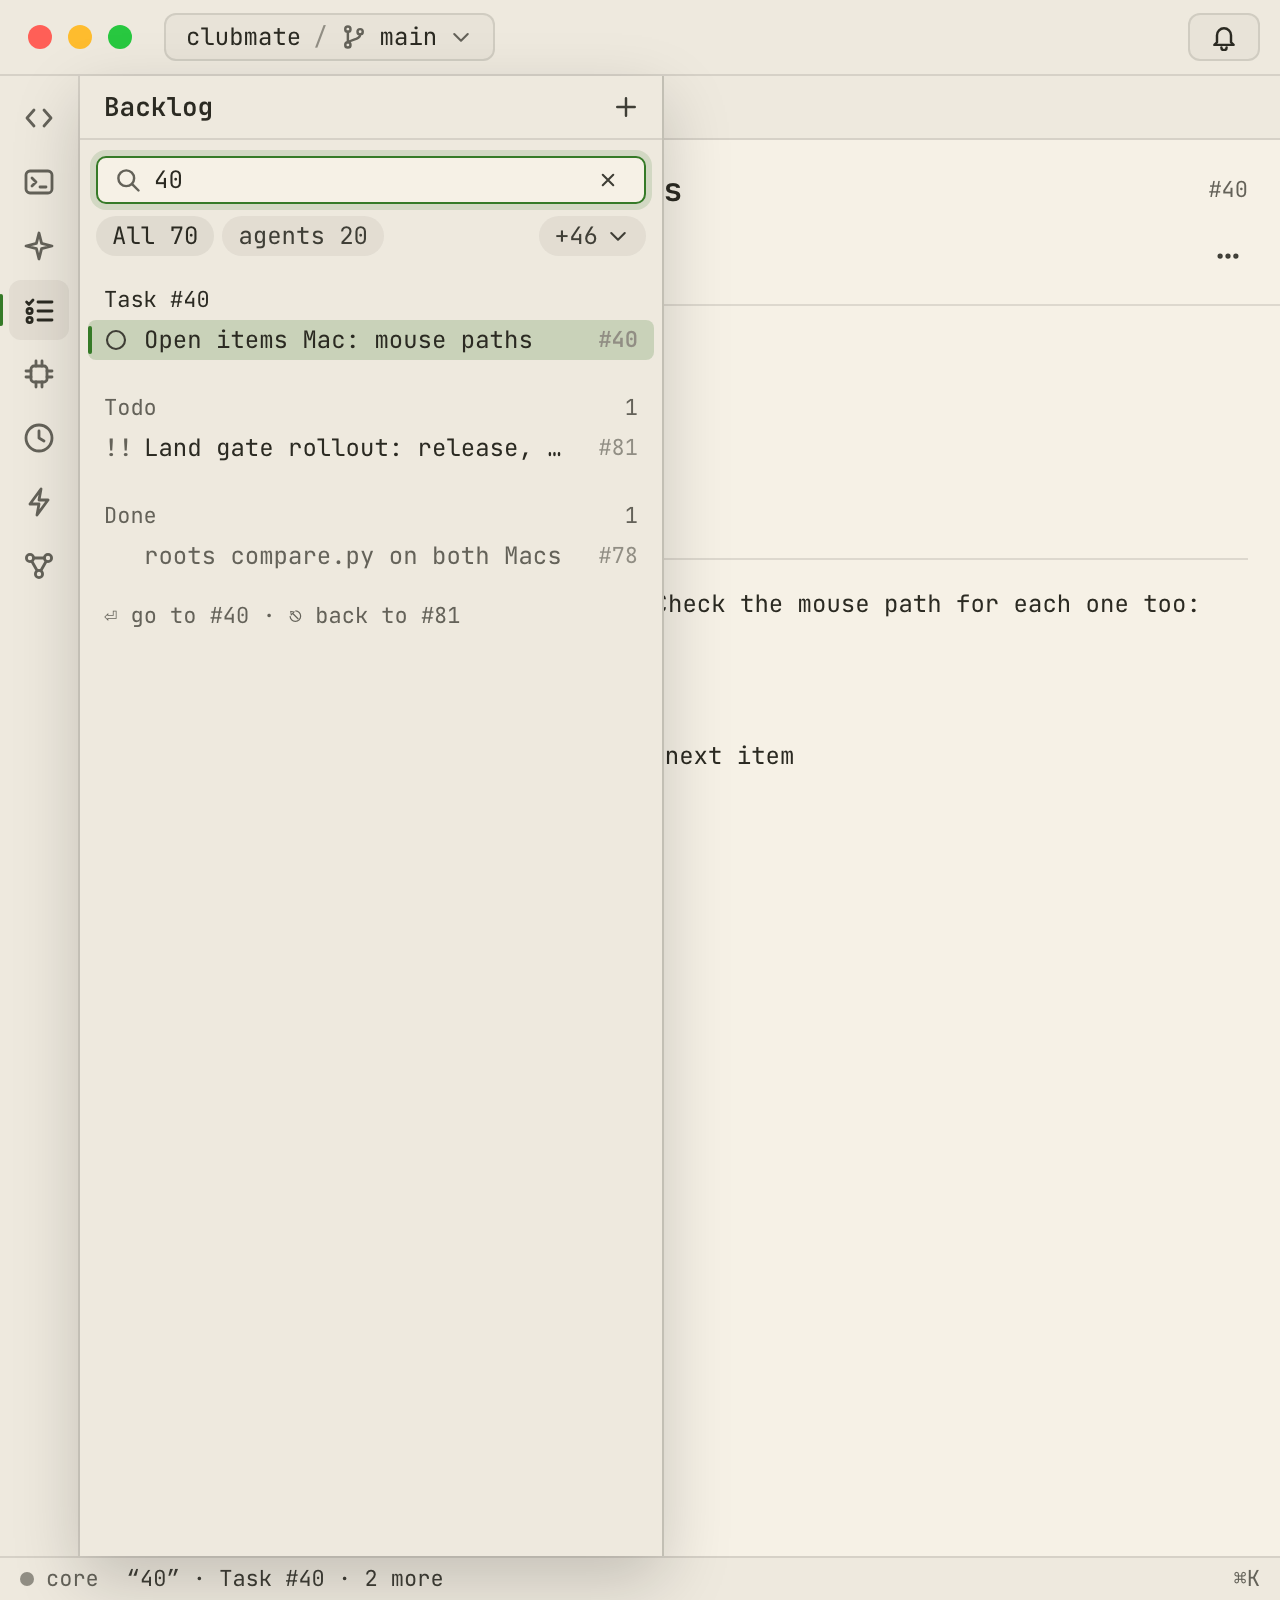 clubmate / main
Backlog
40
All 70 agents 20 +46
Task #40
Open items Mac: mouse paths #40
Todo 1
!! Land gate rollout: release, … #81
Done 1
roots compare.py on both Macs #78
⏎ go to #40 · ⎋ back to #81
s #40
check the mouse path for each one too:
next item
core “40” · Task #40 · 2 more ⌘K